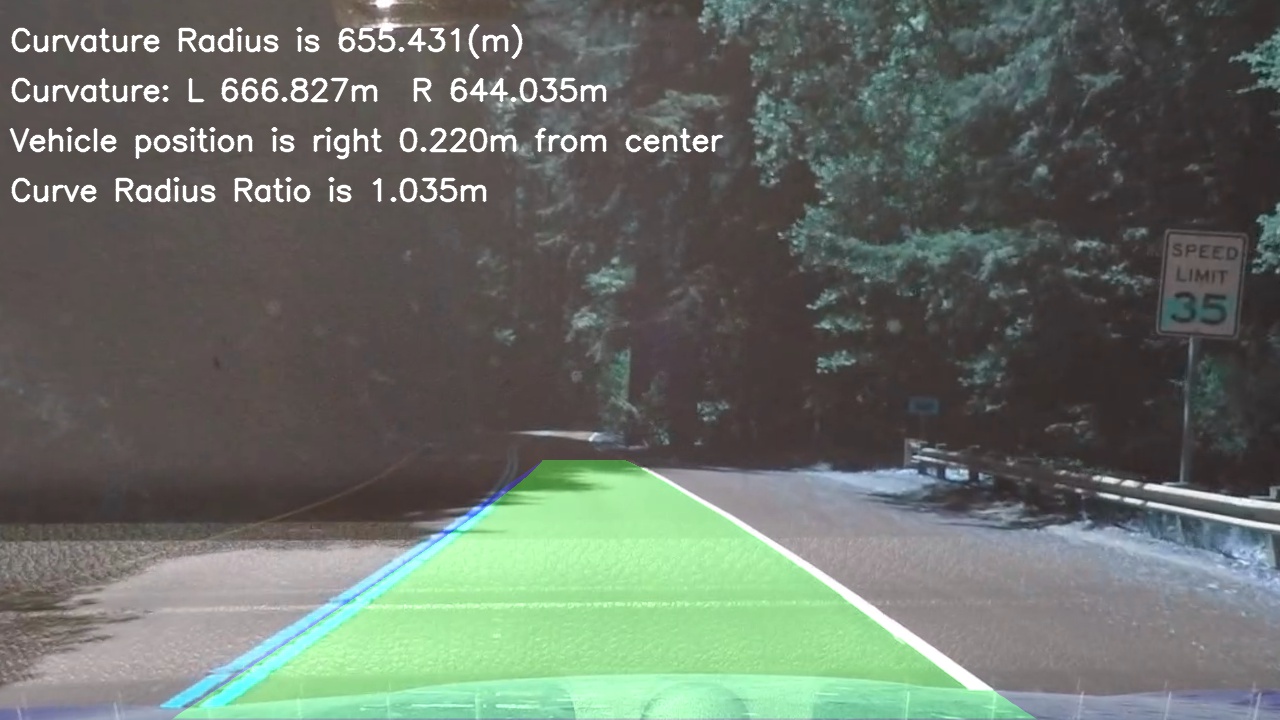 Curvature Radius is 655.431(m)
Curvature: L 666.827m R 644.035m
Vehicle position is right 0.220m from center
Curve Radius Ratio is 1.035m
SPEED
LIMIT
35